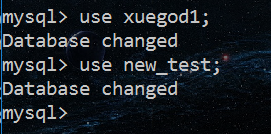 mysql> use xuegod1;
Database changed
mysql> use new_test;
Database changed
mysql>